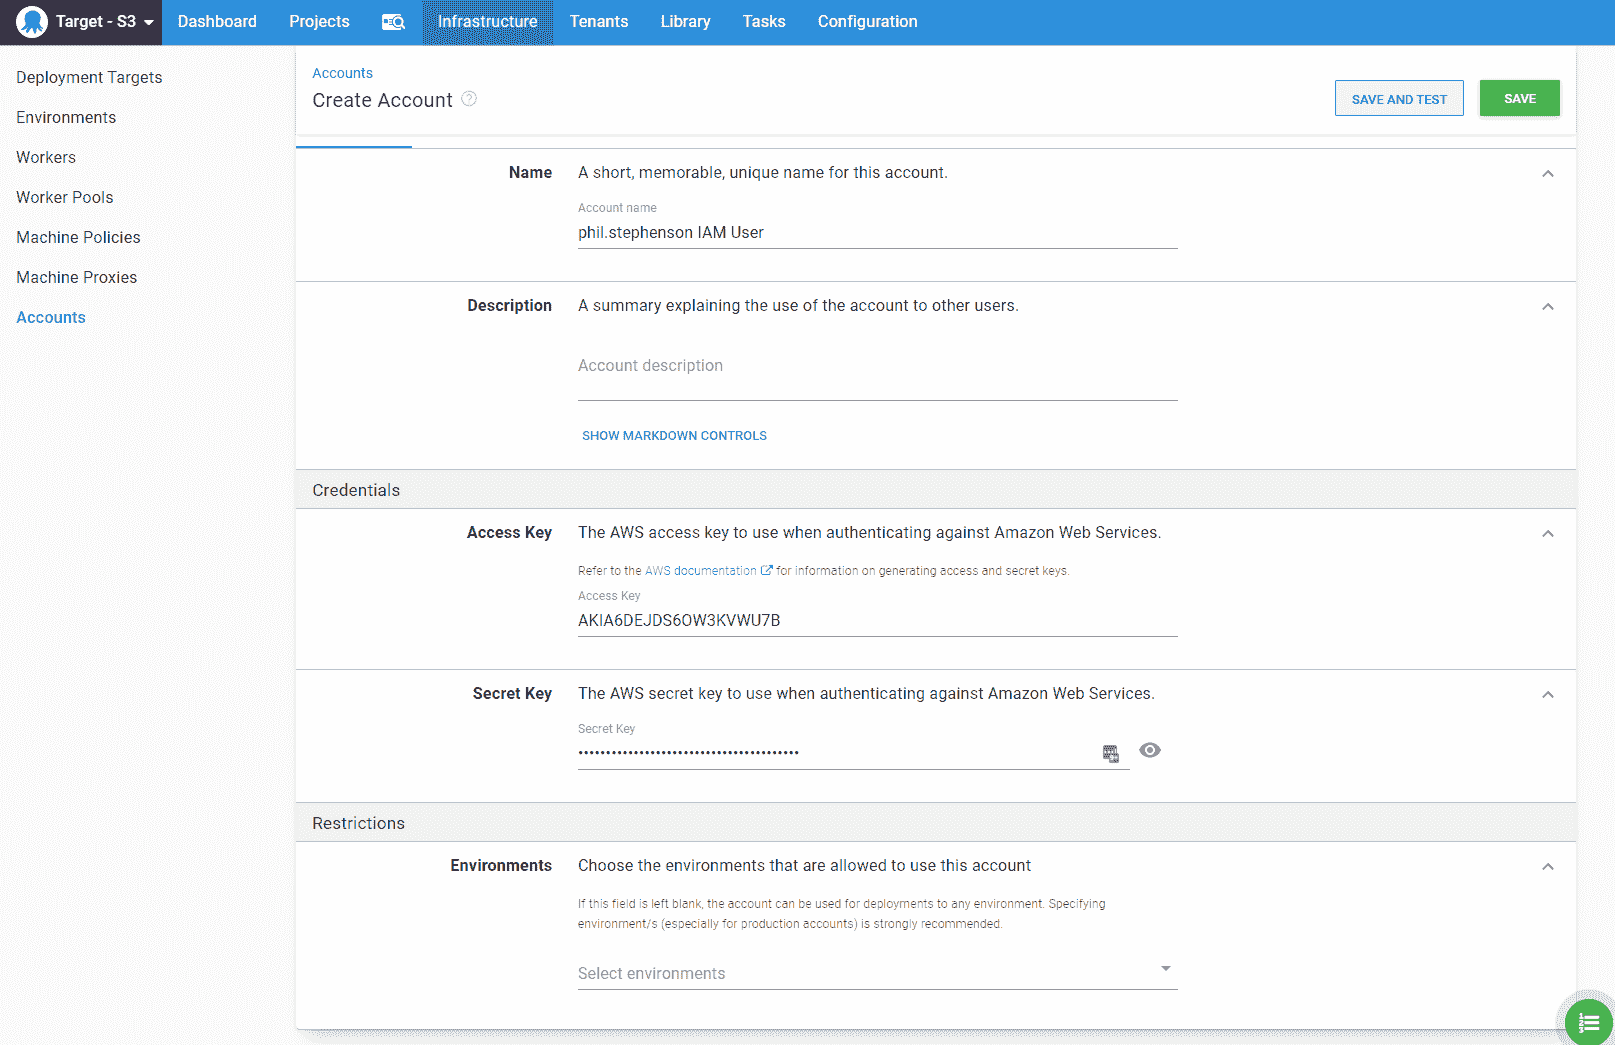 Target - S3
Dashboard
Projects
Infrastructure
Tenants
Library
Tasks
Configuration
Deployment Targets
Environments
Workers
Worker Pools
Machine Policies
Machine Proxies
Accounts
Accounts
Create Account
SAVE AND TEST
SAVE
Name
A short, memorable, unique name for this account.
Account name
phil.stephenson IAM User
Description
A summary explaining the use of the account to other users.
Account description
SHOW MARKDOWN CONTROLS
Credentials
Access Key
The AWS access key to use when authenticating against Amazon Web Services.
Refer to the AWS documentation for information on generating access and secret keys.
Access Key
AKIA6DEJDS6OW3KVWU7B
Secret Key
The AWS secret key to use when authenticating against Amazon Web Services.
Secret Key
Restrictions
Environments
Choose the environments that are allowed to use this account
If this field is left blank, the account can be used for deployments to any environment. Specifying
environment/s (especially for production accounts) is strongly recommended.
Select environments